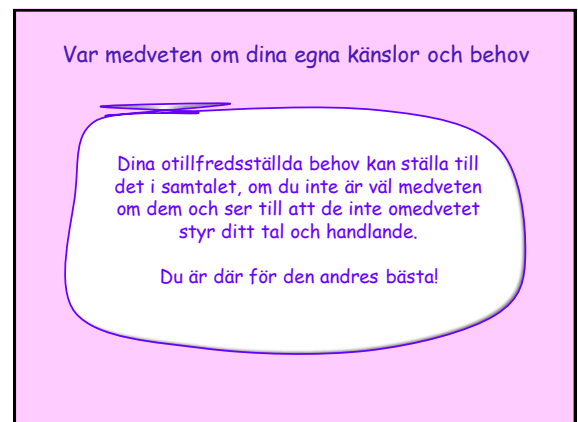 Var medveten om dina egna känslor och behov
Dina otillfredsställda behov kan ställa till
det i samtalet, om du inte är väl medveten
om dem och ser till att de inte omedvetet
styr ditt tal och handlande.
Du är där för den andres bästa!